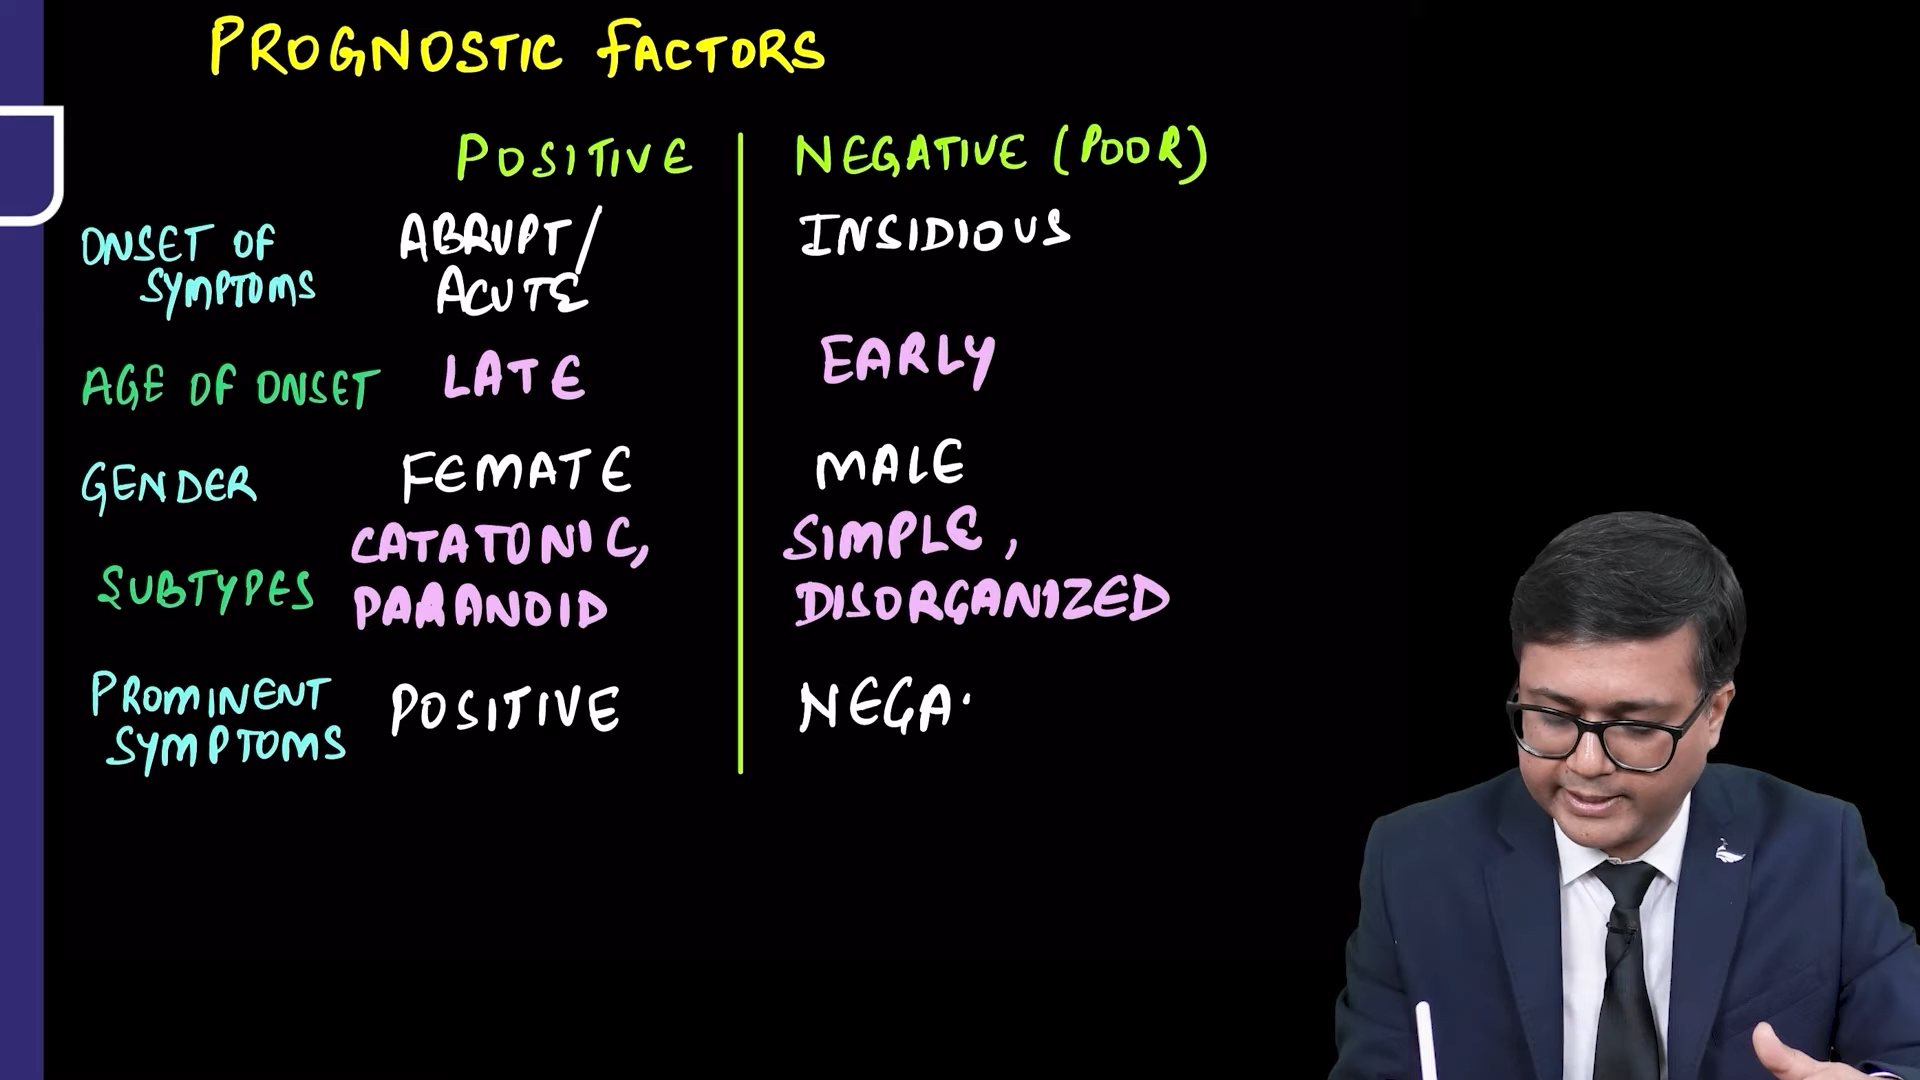 PROGNOSTIC FACTORS
POSITIVE NEGATIVE (POOR)
ONSET OF SYMPTOMS ABRUPT/ ACUTE INSIDIOUS
AGE OF ONSET LATE EARLY
GENDER FEMATE MALE
SUBTYPES CATATONIC, PARANOID SIMPLE, DISORGANIZED
PROMINENT SYMPTOMS POSITIVE NEGA